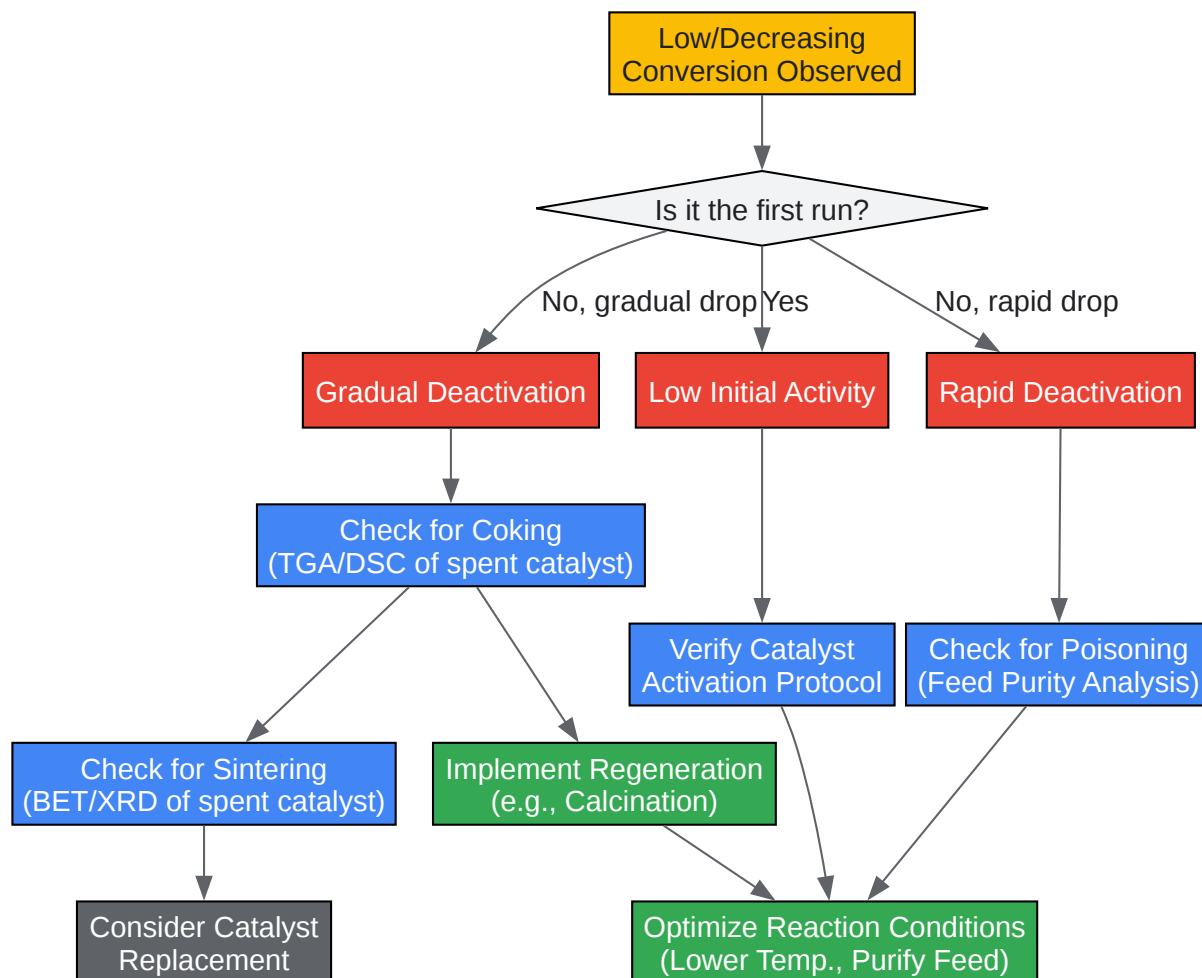 Low/Decreasing
Conversion Observed
Is it the first run?
No, gradual drop
Yes
No, rapid drop
Gradual Deactivation
Low Initial Activity
Rapid Deactivation
Check for Coking
(TGA/DSC of spent catalyst)
Verify Catalyst
Activation Protocol
Check for Poisoning
(Feed Purity Analysis)
Check for Sintering
(BET/XRD of spent catalyst)
Implement Regeneration
(e.g., Calcination)
Consider Catalyst
Replacement
Optimize Reaction Conditions
(Lower Temp., Purify Feed)